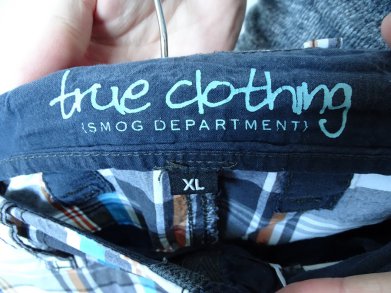 true clothing
{SMOG DEPARTMENT}
XL